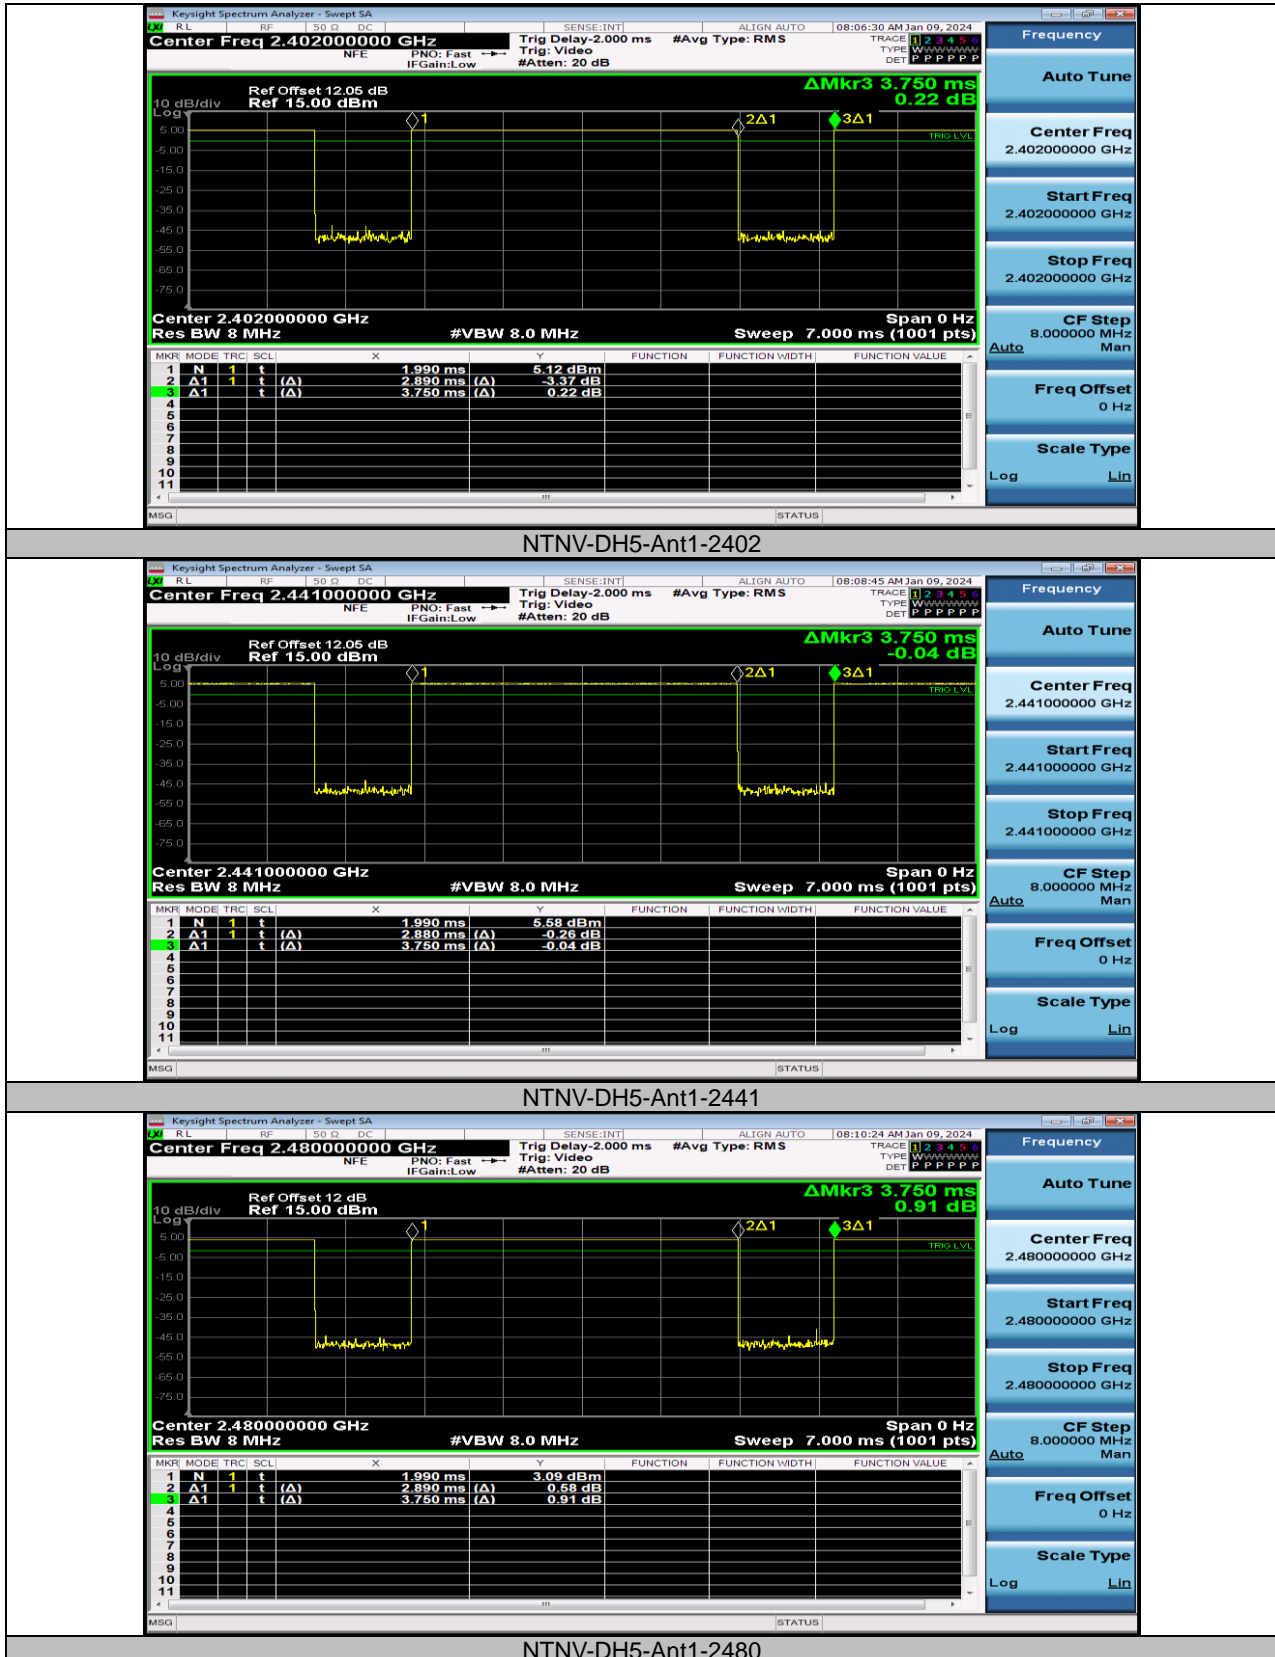 Keysight Spectrum Analyzer - Swept SA
LXI RL RF 50 Ω DC SENSE:INT ALIGN AUTO 08:06:30 AM Jan 09, 2024
Center Freq 2.402000000 GHz Trig Delay-2.000 ms #Avg Type: RMS TRACE 1 2 3 4 5 6
NFE PNO: Fast Trig: Video TYPE WWWWWW
IFGain:Low #Atten: 20 dB DET P P P P P P
Frequency
Auto Tune
ΔMkr3 3.750 ms
0.22 dB
Ref Offset 12.05 dB
10 dB/div Ref 15.00 dBm
Log
1 2Δ1 3Δ1
TRIG LVL
5.00
-5.00
-15.0
-25.0
-35.0
-45.0
-55.0
-65.0
-75.0
Center 2.402000000 GHz Span 0 Hz
Res BW 8 MHz #VBW 8.0 MHz Sweep 7.000 ms (1001 pts)
MKR MODE TRC SCL X Y FUNCTION FUNCTION WIDTH FUNCTION VALUE
1 N 1 t 1.990 ms 5.12 dBm
2 Δ1 1 t (Δ) 2.890 ms (Δ) -3.37 dB
3 Δ1 t (Δ) 3.750 ms (Δ) 0.22 dB
4
5
6
7
8
9
10
11
MSG STATUS
Center Freq
2.402000000 GHz
Start Freq
2.402000000 GHz
Stop Freq
2.402000000 GHz
CF Step
8.000000 MHz
Auto Man
Freq Offset
0 Hz
Scale Type
Log Lin
NTNV-DH5-Ant1-2402
Keysight Spectrum Analyzer - Swept SA
LXI RL RF 50 Ω DC SENSE:INT ALIGN AUTO 08:08:45 AM Jan 09, 2024
Center Freq 2.441000000 GHz Trig Delay-2.000 ms #Avg Type: RMS TRACE 1 2 3 4 5 6
NFE PNO: Fast Trig: Video TYPE WWWWWW
IFGain:Low #Atten: 20 dB DET P P P P P P
Frequency
Auto Tune
ΔMkr3 3.750 ms
-0.04 dB
Ref Offset 12.05 dB
10 dB/div Ref 15.00 dBm
Log
1 2Δ1 3Δ1
TRIG LVL
5.00
-5.00
-15.0
-25.0
-35.0
-45.0
-55.0
-65.0
-75.0
Center 2.441000000 GHz Span 0 Hz
Res BW 8 MHz #VBW 8.0 MHz Sweep 7.000 ms (1001 pts)
MKR MODE TRC SCL X Y FUNCTION FUNCTION WIDTH FUNCTION VALUE
1 N 1 t 1.990 ms 5.58 dBm
2 Δ1 1 t (Δ) 2.880 ms (Δ) -0.26 dB
3 Δ1 t (Δ) 3.750 ms (Δ) -0.04 dB
4
5
6
7
8
9
10
11
MSG STATUS
Center Freq
2.441000000 GHz
Start Freq
2.441000000 GHz
Stop Freq
2.441000000 GHz
CF Step
8.000000 MHz
Auto Man
Freq Offset
0 Hz
Scale Type
Log Lin
NTNV-DH5-Ant1-2441
Keysight Spectrum Analyzer - Swept SA
LXI RL RF 50 Ω DC SENSE:INT ALIGN AUTO 08:10:24 AM Jan 09, 2024
Center Freq 2.480000000 GHz Trig Delay-2.000 ms #Avg Type: RMS TRACE 1 2 3 4 5 6
NFE PNO: Fast Trig: Video TYPE WWWWWW
IFGain:Low #Atten: 20 dB DET P P P P P P
Frequency
Auto Tune
ΔMkr3 3.750 ms
0.91 dB
Ref Offset 12 dB
10 dB/div Ref 15.00 dBm
Log
1 2Δ1 3Δ1
TRIG LVL
5.00
-5.00
-15.0
-25.0
-35.0
-45.0
-55.0
-65.0
-75.0
Center 2.480000000 GHz Span 0 Hz
Res BW 8 MHz #VBW 8.0 MHz Sweep 7.000 ms (1001 pts)
MKR MODE TRC SCL X Y FUNCTION FUNCTION WIDTH FUNCTION VALUE
1 N 1 t 1.990 ms 3.09 dBm
2 Δ1 1 t (Δ) 2.890 ms (Δ) 0.58 dB
3 Δ1 t (Δ) 3.750 ms (Δ) 0.91 dB
4
5
6
7
8
9
10
11
MSG STATUS
Center Freq
2.480000000 GHz
Start Freq
2.480000000 GHz
Stop Freq
2.480000000 GHz
CF Step
8.000000 MHz
Auto Man
Freq Offset
0 Hz
Scale Type
Log Lin
NTNV-DH5-Ant1-2480